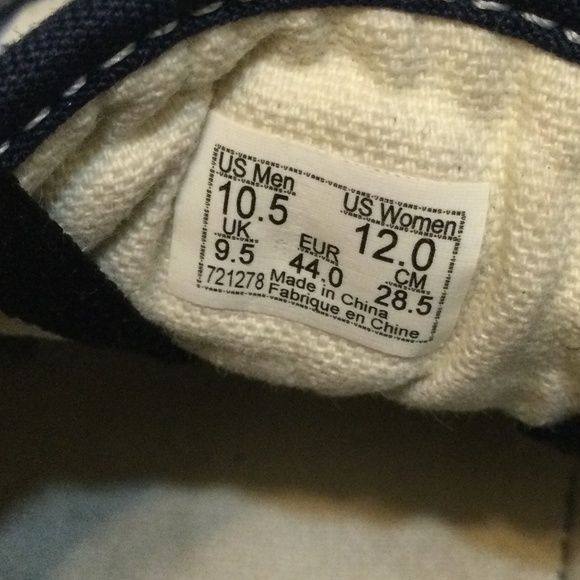 US Men US Women
10.5 12.0
UK EUR CM
9.5 44.0 28.5
721278 Made in China
Fabrique en Chine